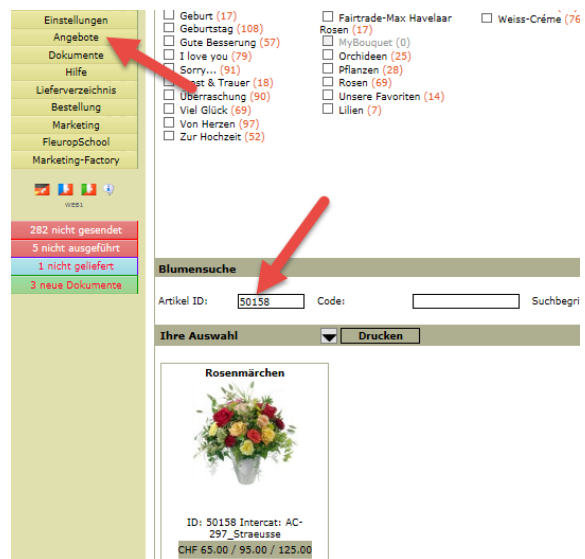 Einstellungen
Angebote
Dokumente
Hilfe
Lieferverzeichnis
Bestellung
Marketing
FleuropSchool
Marketing-Factory
WEB1
282 nicht gesendet
5 nicht ausgeführt
1 nicht geliefert
3 neue Dokumente
Geburt (17)
Geburtstag (108)
Gute Besserung (57)
I love you (79)
Sorry... (91)
& Trauer (18)
Überraschung (90)
Viel Glück (69)
Von Herzen (97)
Zur Hochzeit (52)
Fairtrade-Max Havelaar
Rosen (17)
MyBouquet (0)
Orchideen (25)
Pflanzen (28)
Rosen (69)
Unsere Favoriten (14)
Lilien (7)
Weiss-Créme (76
Blumensuche
Artikel ID: 50158 Code: Suchbegri
Ihre Auswahl Drucken
Rosenmärchen
ID: 50158 Intercat: AC-
297_Straeusse
CHF 65.00 / 95.00 / 125.00